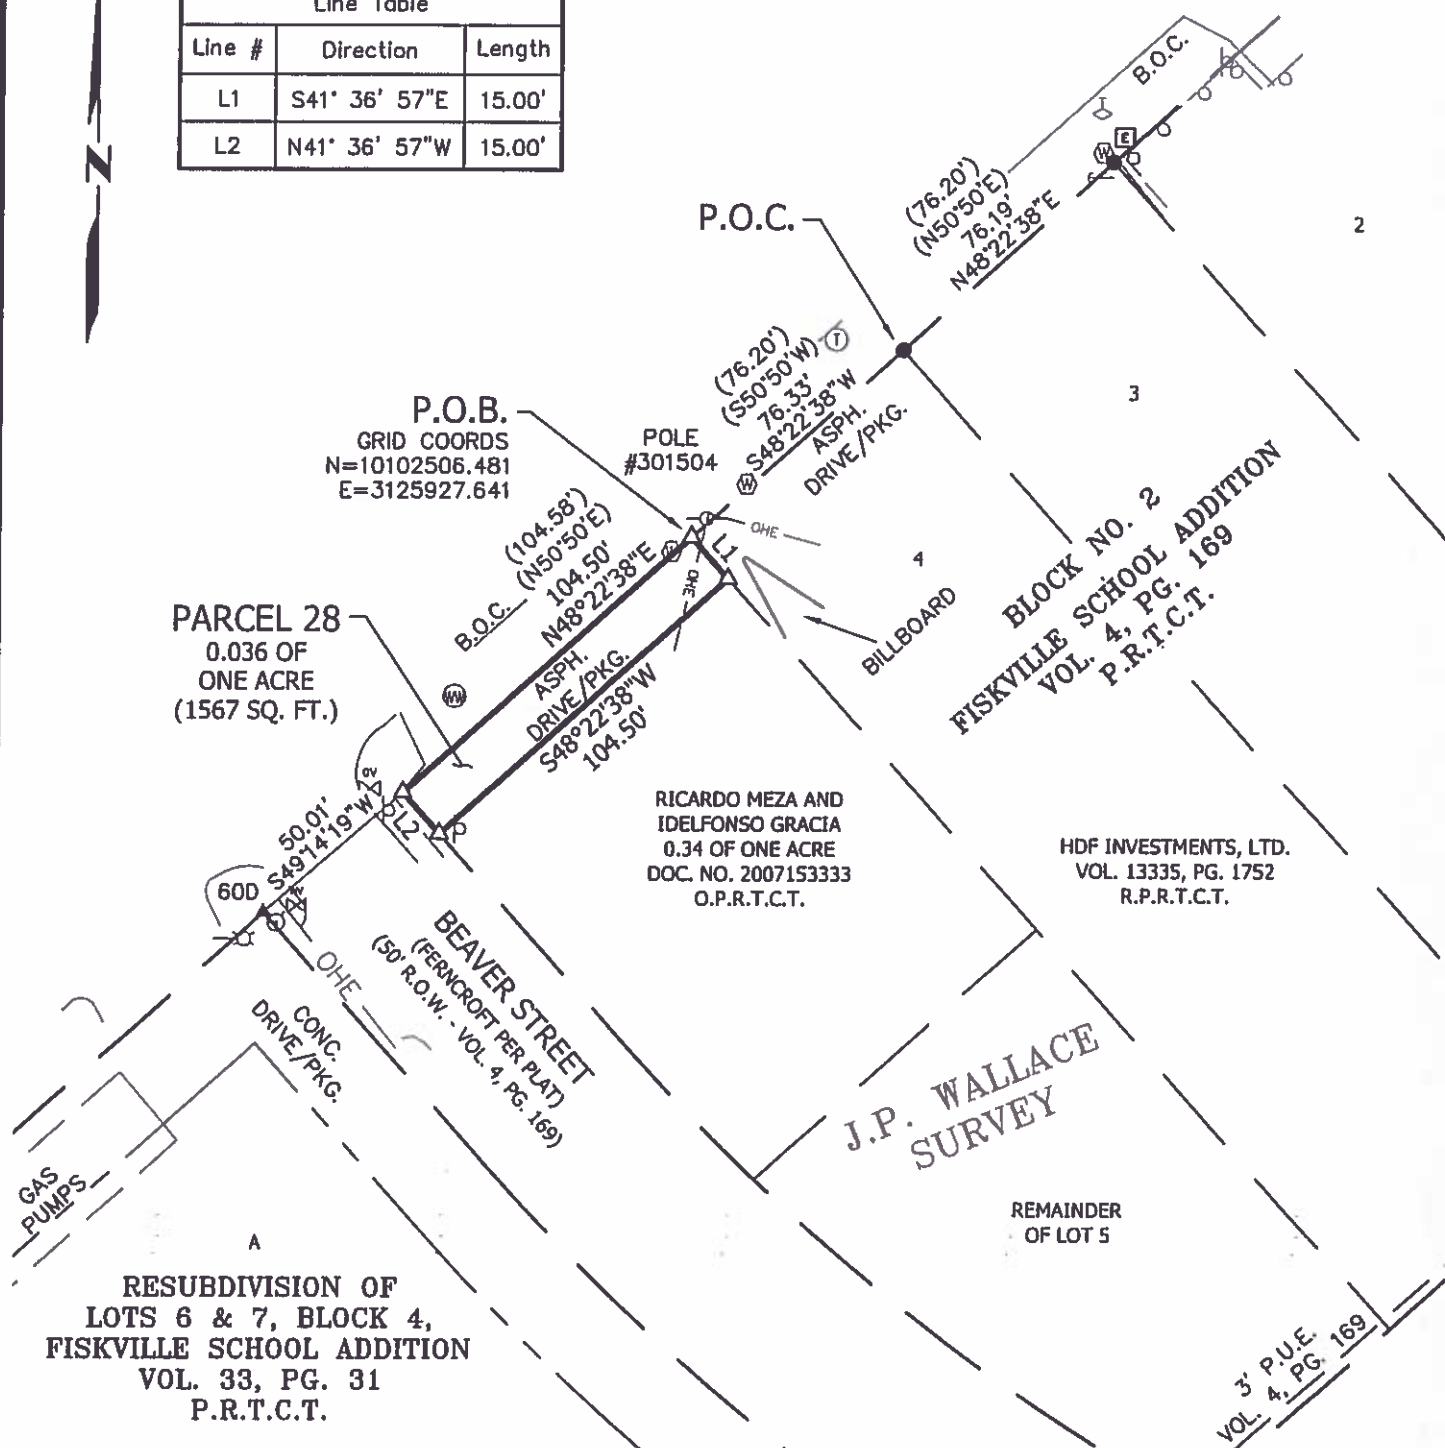 Line Table
Line # Direction Length
L1 S41° 36' 57"E 15.00'
L2 N41° 36' 57"W 15.00'
N
B.O.C.
E
W
(76.20')
(N50°50'E)
76.19'
N48°22'38"E
2
P.O.C.
(76.20')
(S50°50'W)
76.33'
S48°22'38"W
T
ASPH.
DRIVE/PKG.
3
P.O.B.
GRID COORDS
N=10102506.481
E=3125927.641
POLE
#301504
W
(104.58')
(N50°50'E)
104.50'
N48°22'38"E
B.O.C.
W
L1
OHE
OHE
4
BILLBOARD
BLOCK NO. 2
FISKVILLE SCHOOL ADDITION
VOL. 4, PG. 169
P.R.T.C.T.
PARCEL 28
0.036 OF
ONE ACRE
(1567 SQ. FT.)
ASPH.
DRIVE/PKG.
S48°22'38"W
104.50'
L2
50.01'
S49°14'19"W
60D
RICARDO MEZA AND
IDELFONSO GRACIA
0.34 OF ONE ACRE
DOC. NO. 2007153333
O.P.R.T.C.T.
HDF INVESTMENTS, LTD.
VOL. 13335, PG. 1752
R.P.R.T.C.T.
BEAVER STREET
(FERNCROFT PER PLAT)
(50' R.O.W. - VOL. 4, PG. 169)
OHE
CONC.
DRIVE/PKG.
J.P. WALLACE
SURVEY
GAS
PUMPS
REMAINDER
OF LOT 5
A
RESUBDIVISION OF
LOTS 6 & 7, BLOCK 4,
FISKVILLE SCHOOL ADDITION
VOL. 33, PG. 31
P.R.T.C.T.
3' P.U.E.
VOL. 4, PG. 169